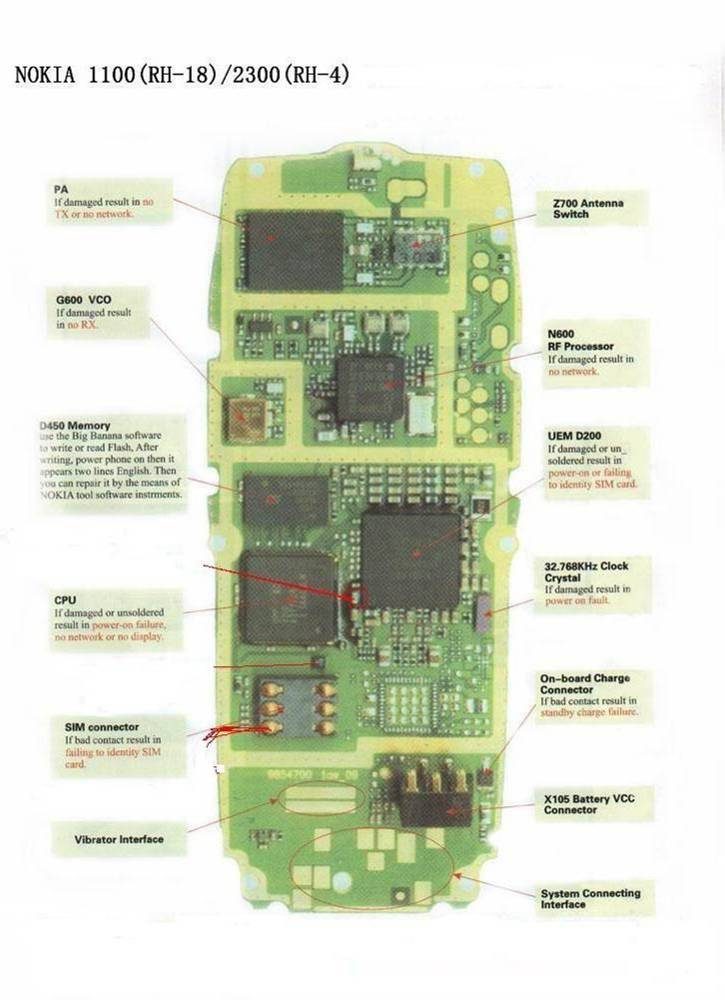 NOKIA 1100(RH-18)/2300(RH-4)
PA
If damaged result in no
TX or no network.
Z700 Antenna
Switch
G600 VCO
If damaged result
in no RX.
N600
RF Processor
If damaged result in
no network.
D450 Memory
use the Big Banana software
to write or read Flash, After
writing, power phone on then it
appears two lines English. Then
you can repair it by the means of
NOKIA tool software instrments.
UEM D200
If damaged or un_
soldered result in
power-on or failing
to identity SIM card.
32.768KHz Clock
Crystal
If damaged result in
power on fault.
CPU
If damaged or unsoldered
result in power-on failure,
no network or no display.
On-board Charge
Connector
If bad contact result in
standby charge failure.
SIM connector
If bad contact result in
failing to identity SIM
card.
X105 Battery VCC
Connector
Vibrator Interface
System Connecting
Interface